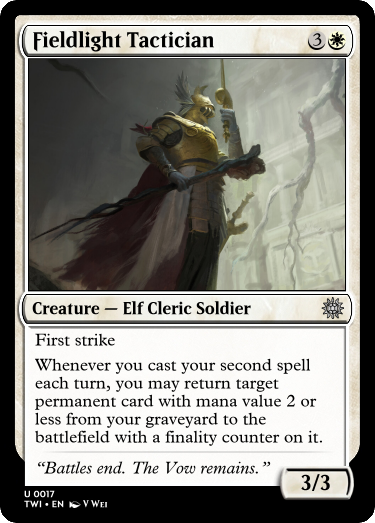 Fieldlight Tactician 3
Creature — Elf Cleric Soldier
First strike
Whenever you cast your second spell
each turn, you may return target
permanent card with mana value 2 or
less from your graveyard to the
battlefield with a finality counter on it.
“Battles end. The Vow remains.”
3/3
U 0017
TWI • EN V WEI